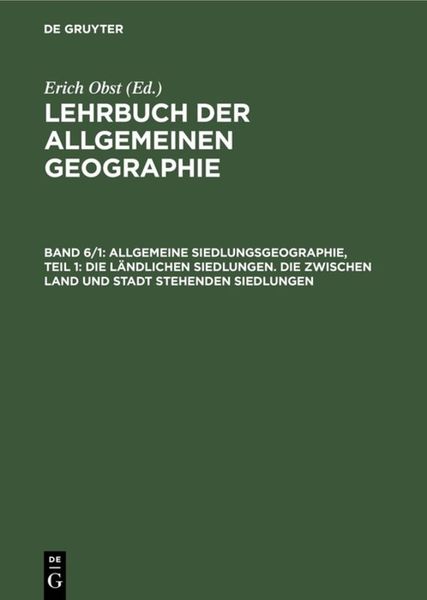 DE GRUYTER
Erich Obst (Ed.)
LEHRBUCH DER
ALLGEMEINEN
GEOGRAPHIE
BAND 6/1: ALLGEMEINE SIEDLUNGSGEOGRAPHIE,
TEIL 1: DIE LÄNDLICHEN SIEDLUNGEN. DIE ZWISCHEN
LAND UND STADT STEHENDEN SIEDLUNGEN
DE
G